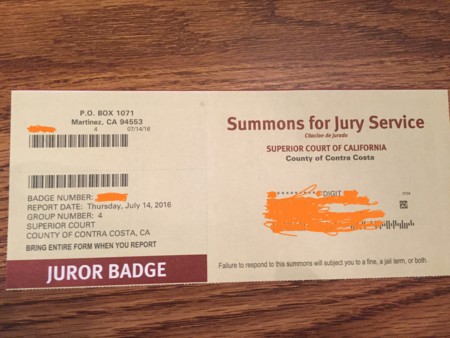 P.O. BOX 1071
Martinez, CA 94553
4 07/14/16
BADGE NUMBER:
REPORT DATE: Thursday, July 14, 2016
GROUP NUMBER: 4
SUPERIOR COURT
COUNTY OF CONTRA COSTA, CA
BRING ENTIRE FORM WHEN YOU REPORT
JUROR BADGE
Summons for Jury Service
Citacion de Jurado
SUPERIOR COURT OF CALIFORNIA
County of Contra Costa
DIGIT
Failure to respond to this summons will subject you to a fine, a jail term, or both.